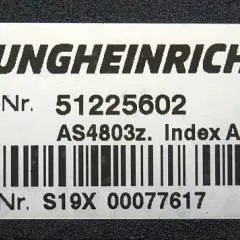 UNGHEINRICH
-Nr. 51225602
AS4803z. Index A
Nr. S19X 00077617